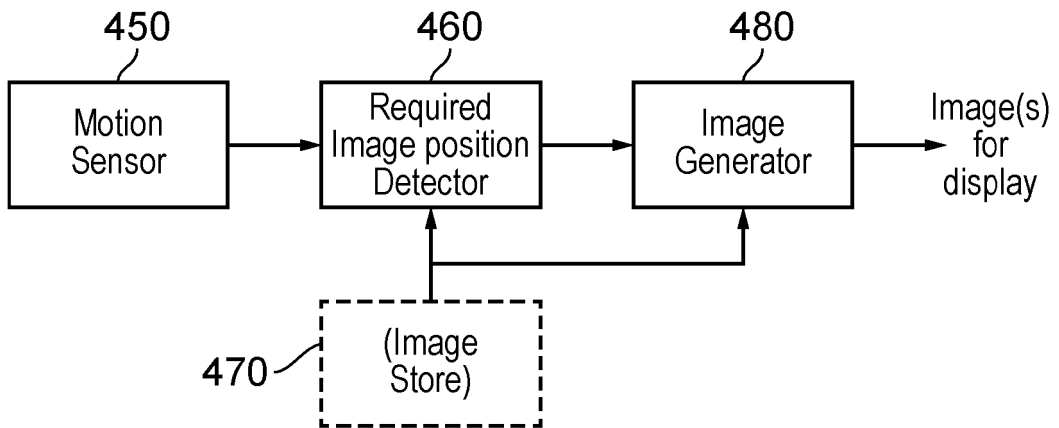 450
460
480
Motion
Sensor
Required
Image position
Detector
Image
Generator
Image(s)
for
display
470
(Image
Store)